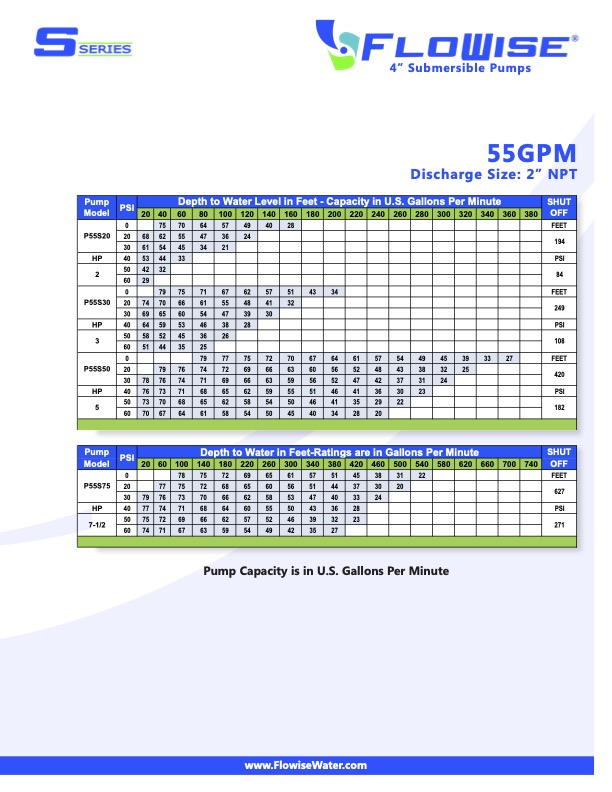 S SERIES
FLOWISE®
4” Submersible Pumps
55GPM
Discharge Size: 2” NPT
Pump Model PSI Depth to Water Level in Feet - Capacity in U.S. Gallons Per Minute SHUT OFF
20 40 60 80 100 120 140 160 180 200 220 240 260 280 300 320 340 360 380
P55S20 0 75 70 64 57 49 40 28 FEET
20 68 62 55 47 36 24 194
30 61 54 45 34 21
HP 40 53 44 33 PSI
2 50 42 32 84
60 29
P55S30 0 79 75 71 67 62 57 51 43 34 FEET
20 74 70 66 61 55 48 41 32 249
30 69 65 60 54 47 39 30
HP 40 64 59 53 46 38 28 PSI
3 50 58 52 45 36 26 108
60 51 44 35 25
P55S50 0 79 77 75 72 70 67 64 61 57 54 49 45 39 33 27 FEET
20 79 76 74 72 69 66 63 60 56 52 48 43 38 32 25 420
30 78 76 74 71 69 66 63 59 56 52 47 42 37 31 24
HP 40 76 73 71 68 65 62 59 55 51 46 41 36 30 23 PSI
5 50 73 70 68 65 62 58 54 50 46 41 35 29 22 182
60 70 67 64 61 58 54 50 45 40 34 28 20
Pump Model PSI Depth to Water in Feet-Ratings are in Gallons Per Minute SHUT OFF
20 60 100 140 180 220 260 300 340 380 420 460 500 540 580 620 660 700 740
P55S75 0 78 75 72 69 65 61 57 51 45 38 31 22 FEET
20 77 75 72 68 65 60 56 51 44 37 30 20 627
30 79 76 73 70 66 62 58 53 47 40 33 24
HP 40 77 74 71 68 64 60 55 50 43 36 28 PSI
7-1/2 50 75 72 69 66 62 57 52 46 39 32 23 271
60 74 71 67 63 59 54 49 42 35 27
Pump Capacity is in U.S. Gallons Per Minute
www.FlowiseWater.com